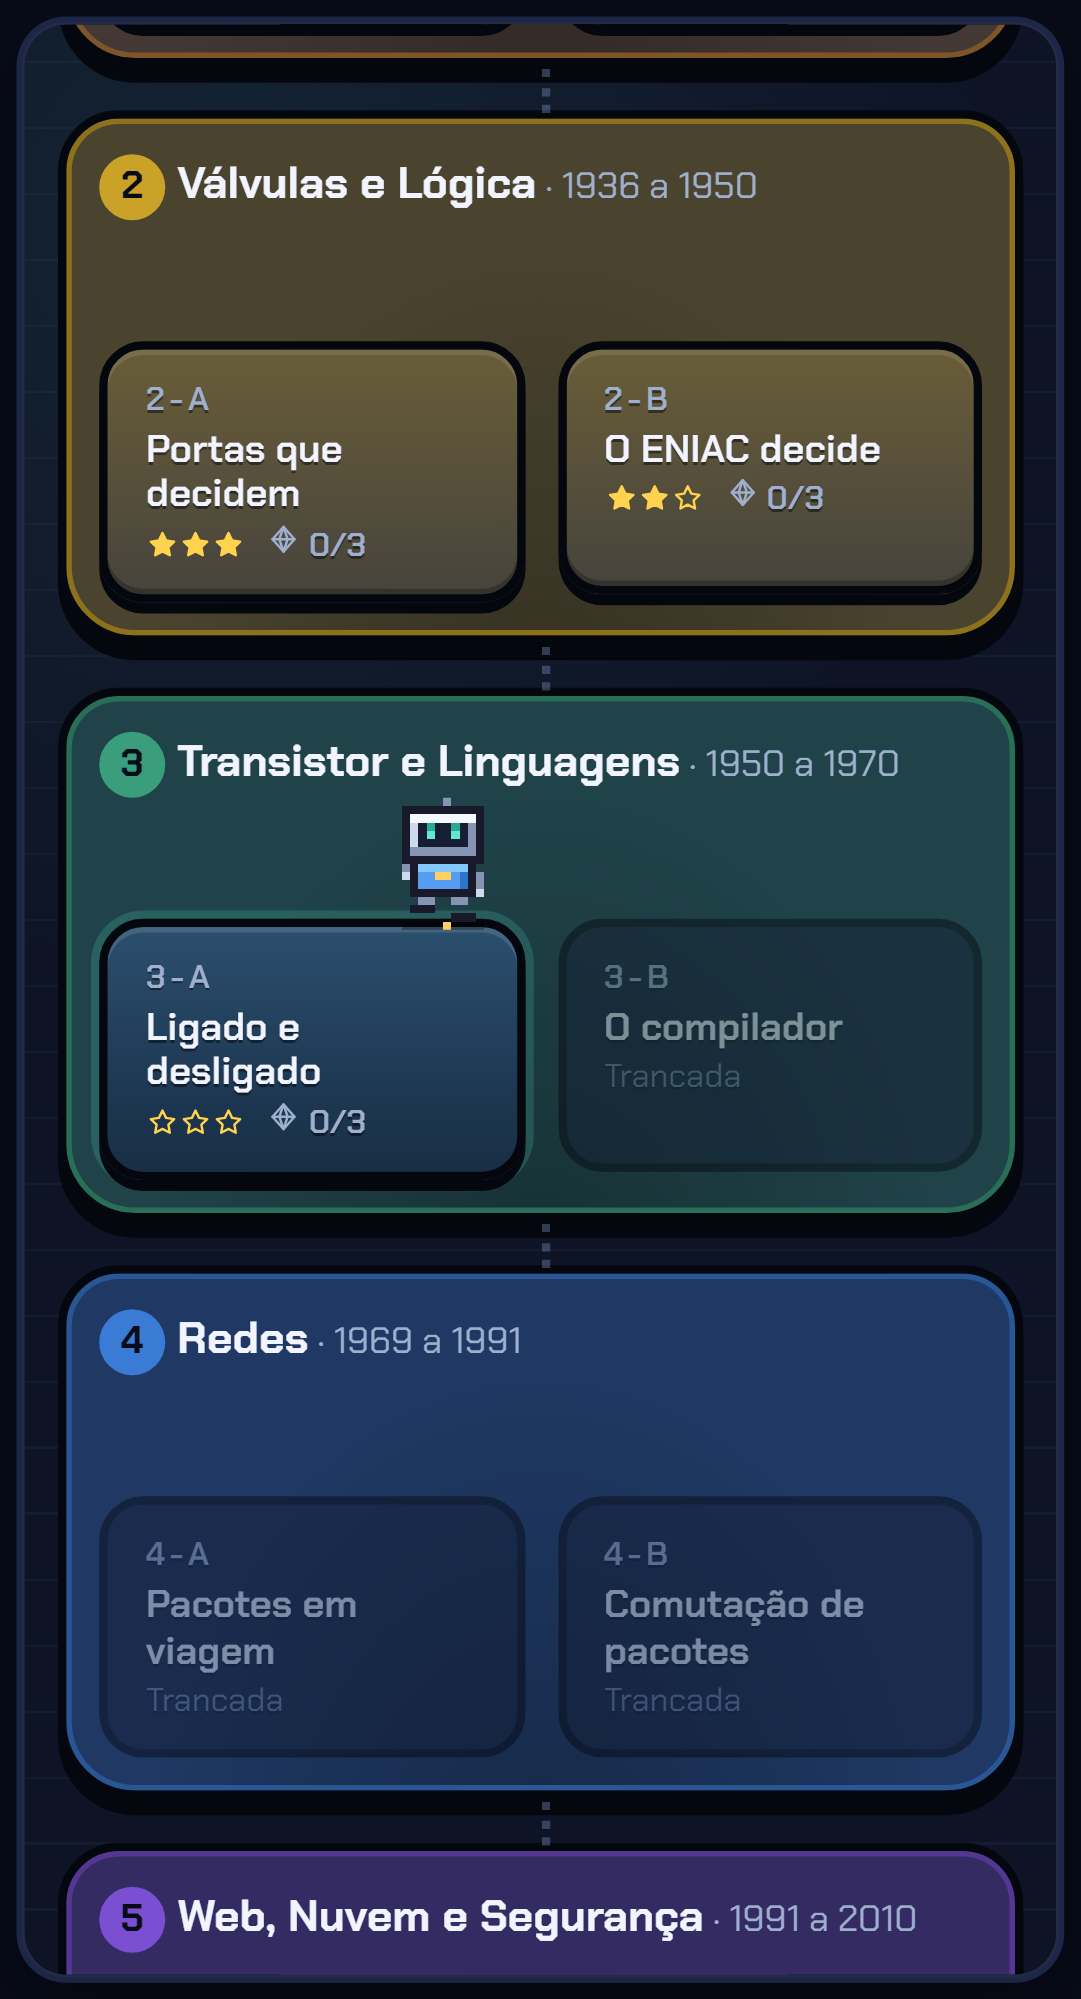 2 Válvulas e Lógica · 1936 a 1950
2-A
Portas que
decidem
★★★ 0/3
2-B
O ENIAC decide
★★☆ 0/3
3 Transistor e Linguagens · 1950 a 1970
3-A
Ligado e
desligado
☆☆☆ 0/3
3-B
O compilador
Trancada
4 Redes · 1969 a 1991
4-A
Pacotes em
viagem
Trancada
4-B
Comutação de
pacotes
Trancada
5 Web, Nuvem e Segurança · 1991 a 2010